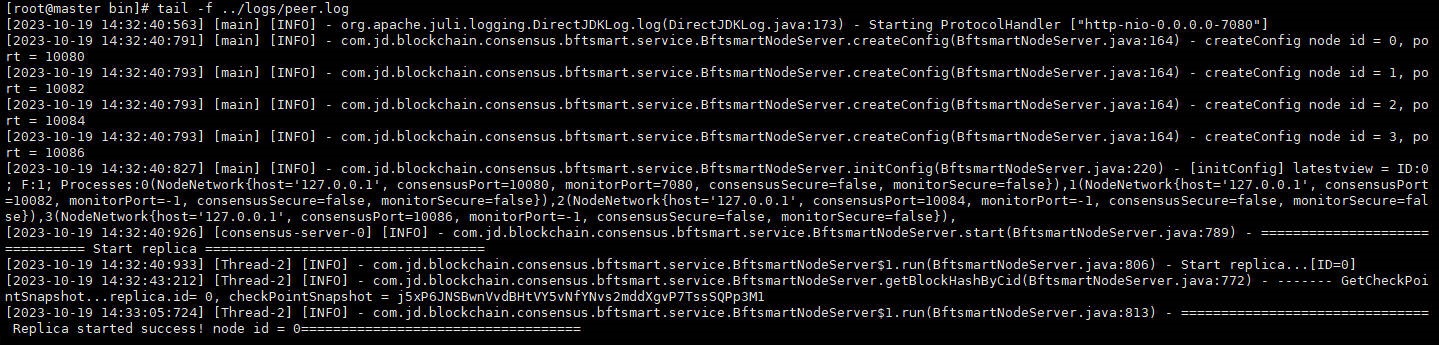 [root@master bin]# tail -f ../logs/peer.log
[2023-10-19 14:32:40:563] [main] [INFO] - org.apache.juli.logging.DirectJDKLog.log(DirectJDKLog.java:173) - Starting ProtocolHandler ["http-nio-0.0.0.0-7080"]
[2023-10-19 14:32:40:791] [main] [INFO] - com.jd.blockchain.consensus.bftsmart.service.BftsmartNodeServer.createConfig(BftsmartNodeServer.java:164) - createConfig node id = 0, po
rt = 10080
[2023-10-19 14:32:40:793] [main] [INFO] - com.jd.blockchain.consensus.bftsmart.service.BftsmartNodeServer.createConfig(BftsmartNodeServer.java:164) - createConfig node id = 1, po
rt = 10082
[2023-10-19 14:32:40:793] [main] [INFO] - com.jd.blockchain.consensus.bftsmart.service.BftsmartNodeServer.createConfig(BftsmartNodeServer.java:164) - createConfig node id = 2, po
rt = 10084
[2023-10-19 14:32:40:793] [main] [INFO] - com.jd.blockchain.consensus.bftsmart.service.BftsmartNodeServer.createConfig(BftsmartNodeServer.java:164) - createConfig node id = 3, po
rt = 10086
[2023-10-19 14:32:40:827] [main] [INFO] - com.jd.blockchain.consensus.bftsmart.service.BftsmartNodeServer.initConfig(BftsmartNodeServer.java:220) - [initConfig] latestview = ID:0
; F:1; Processes:0(NodeNetwork{host='127.0.0.1', consensusPort=10080, monitorPort=7080, consensusSecure=false, monitorSecure=false}),1(NodeNetwork{host='127.0.0.1', consensusPort
=10082, monitorPort=-1, consensusSecure=false, monitorSecure=false}),2(NodeNetwork{host='127.0.0.1', consensusPort=10084, monitorPort=-1, consensusSecure=false, monitorSecure=fal
se}),3(NodeNetwork{host='127.0.0.1', consensusPort=10086, monitorPort=-1, consensusSecure=false, monitorSecure=false}),
[2023-10-19 14:32:40:926] [consensus-server-0] [INFO] - com.jd.blockchain.consensus.bftsmart.service.BftsmartNodeServer.start(BftsmartNodeServer.java:789) - =====================
========== Start replica ===================================
[2023-10-19 14:32:40:933] [Thread-2] [INFO] - com.jd.blockchain.consensus.bftsmart.service.BftsmartNodeServer$1.run(BftsmartNodeServer.java:806) - Start replica...[ID=0]
[2023-10-19 14:32:43:212] [Thread-2] [INFO] - com.jd.blockchain.consensus.bftsmart.service.BftsmartNodeServer.getBlockHashByCid(BftsmartNodeServer.java:772) - ------- GetCheckPoi
ntSnapshot...replica.id= 0, checkPointSnapshot = j5xP6JNSBwnVvdBHtVY5vNfYNvs2mddXgvP7TssSQPp3M1
[2023-10-19 14:33:05:724] [Thread-2] [INFO] - com.jd.blockchain.consensus.bftsmart.service.BftsmartNodeServer$1.run(BftsmartNodeServer.java:813) - ===============================
 Replica started success! node id = 0===================================